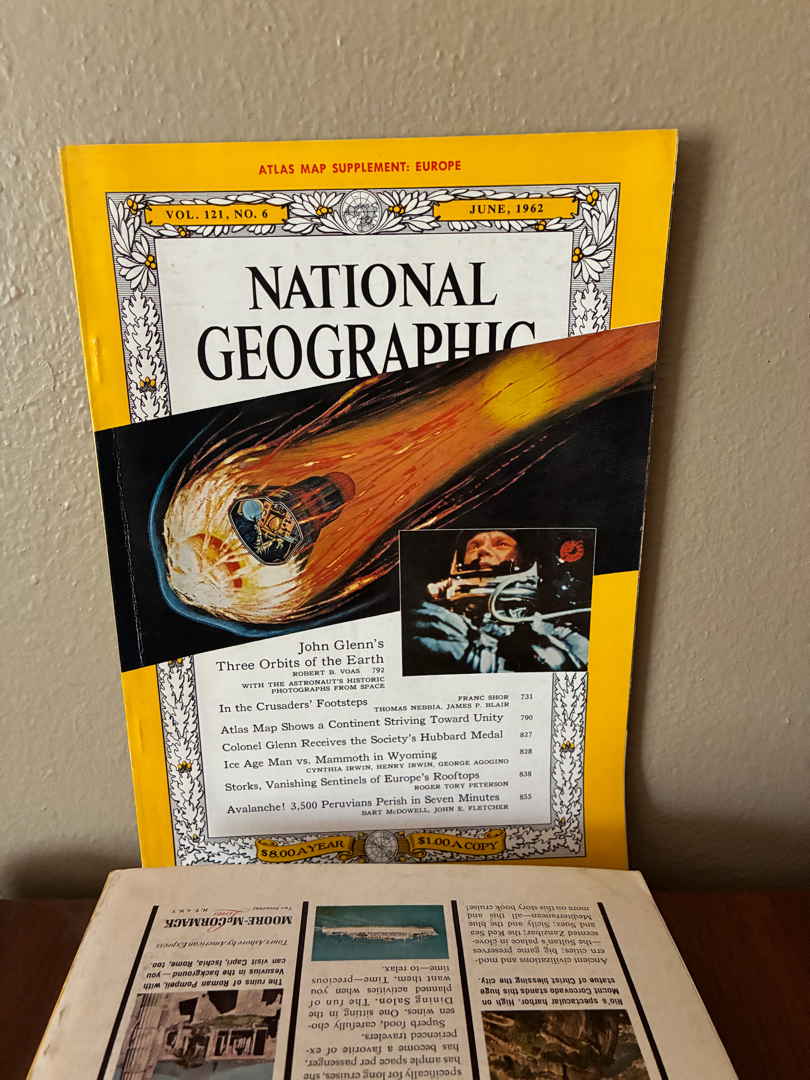 ATLAS MAP SUPPLEMENT: EUROPE
VOL. 121, NO. 6
JUNE, 1962
NATIONAL
GEOGRAPHIC
John Glenn's
Three Orbits of the Earth
ROBERT B. VOAS 792
WITH THE ASTRONAUT'S HISTORIC
PHOTOGRAPHS FROM SPACE
In the Crusaders' Footsteps FRANC SHOR 731
THOMAS NEBBIA, JAMES P. BLAIR
Atlas Map Shows a Continent Striving Toward Unity 790
Colonel Glenn Receives the Society's Hubbard Medal 827
Ice Age Man vs. Mammoth in Wyoming 828
CYNTHIA IRWIN, HENRY IRWIN, GEORGE AGOGINO
Storks, Vanishing Sentinels of Europe's Rooftops 838
ROGER TORY PETERSON
Avalanche! 3,500 Peruvians Perish in Seven Minutes 855
BART McDOWELL, JOHN E. FLETCHER
$8.00 A YEAR
$1.00 A COPY
Rio's spectacular harbor. High on
Mount Corcovado stands this huge
statue of Christ blessing the city.
Ancient civilizations and mod-
ern cities; big game preserves
—the Sultan's palace in clove-
scented Zanzibar; the Red Sea
and Suez; Sicily and the
Mediterranean—all this and
more on this story book cruise!
specifically for long cruises, she
has ample space per passenger,
has become a favorite of ex-
perienced travelers.
Superb food, carefully cho-
sen wines. One sitting in the
Dining Salon. The fun of
planned activities when you
want them. Time—precious
time—to relax.
The ruins of Roman Pompeii, with
Vesuvius in the background—you
can visit Capri, Ischia, Rome, too.
Tours Ashore by American Express
MOORE-McCORMACK
Lines
Two Broadway N.Y. 4, N.Y.